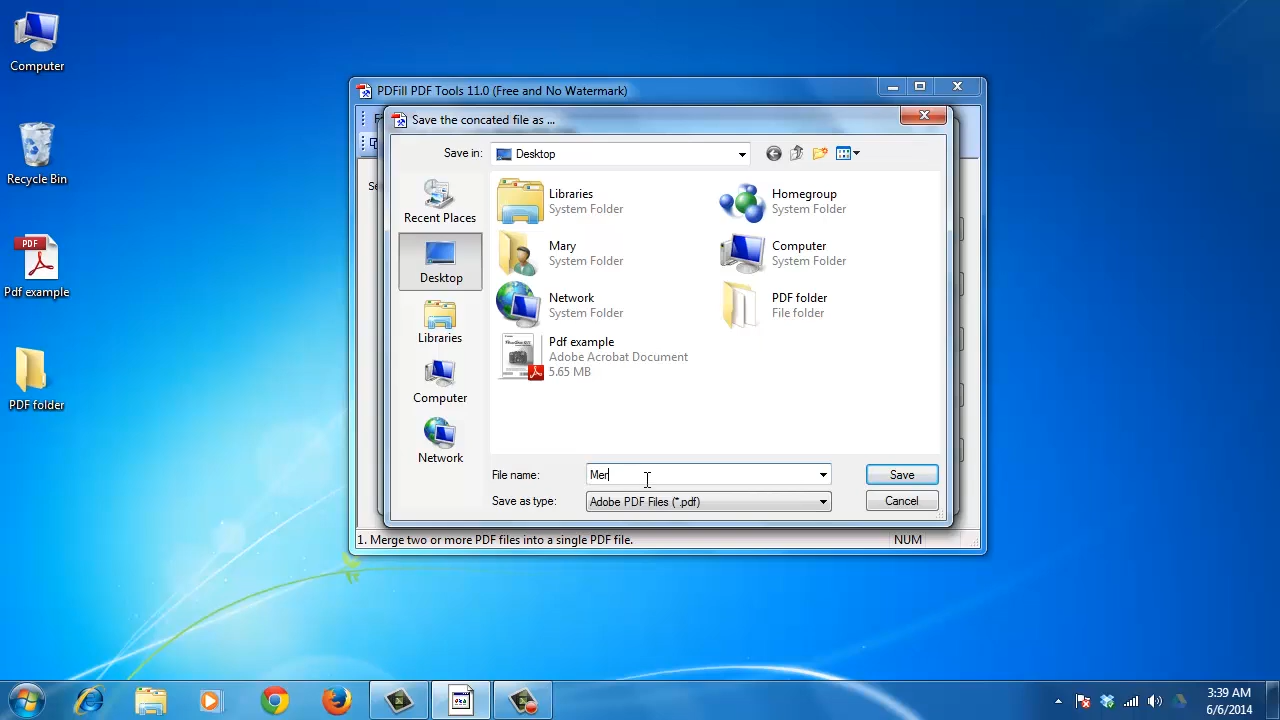 Computer
Recycle Bin
PDF
Pdf example
PDF folder
PDFill PDF Tools 11.0 (Free and No Watermark)
Save the concated file as ...
Save in:
Desktop
Recent Places
Desktop
Libraries
Computer
Network
Libraries
System Folder
Homegroup
System Folder
Mary
System Folder
Computer
System Folder
Network
System Folder
PDF folder
File folder
Pdf example
Adobe Acrobat Document
5.65 MB
File name:
Mer
Save
Save as type:
Adobe PDF Files (*.pdf)
Cancel
1. Merge two or more PDF files into a single PDF file.
NUM
3:39 AM
6/6/2014